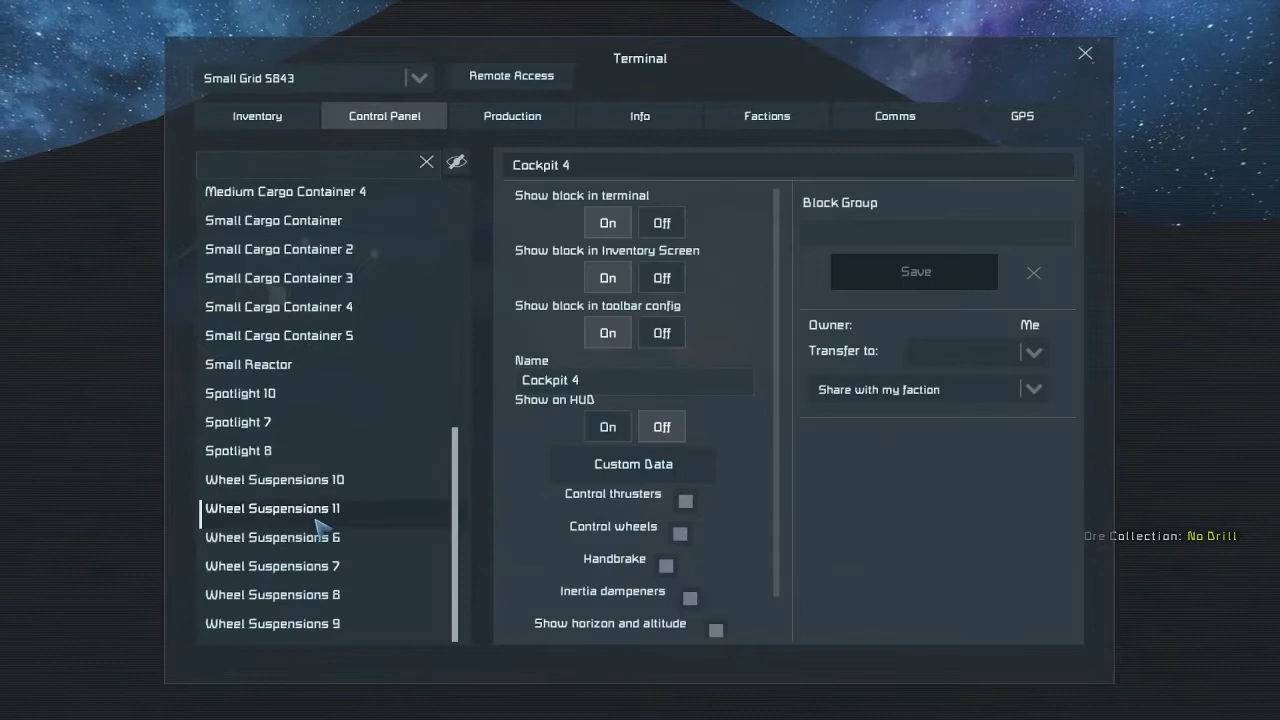 Terminal
Small Grid 5843
Remote Access
Inventory
Control Panel
Production
Info
Factions
Comms
GPS
Medium Cargo Container 4
Small Cargo Container
Small Cargo Container 2
Small Cargo Container 3
Small Cargo Container 4
Small Cargo Container 5
Small Reactor
Spotlight 10
Spotlight 7
Spotlight 8
Wheel Suspensions 10
Wheel Suspensions 11
Wheel Suspensions 6
Wheel Suspensions 7
Wheel Suspensions 8
Wheel Suspensions 9
Cockpit 4
Show block in terminal
On Off
Show block in Inventory Screen
On Off
Show block in toolbar config
On Off
Name
Cockpit 4
Show on HUD
On Off
Custom Data
Control thrusters
Control wheels
Handbrake
Inertia dampeners
Show horizon and altitude
Block Group
Save
Owner: Me
Transfer to:
Share with my faction
Ore Collection: No Drill